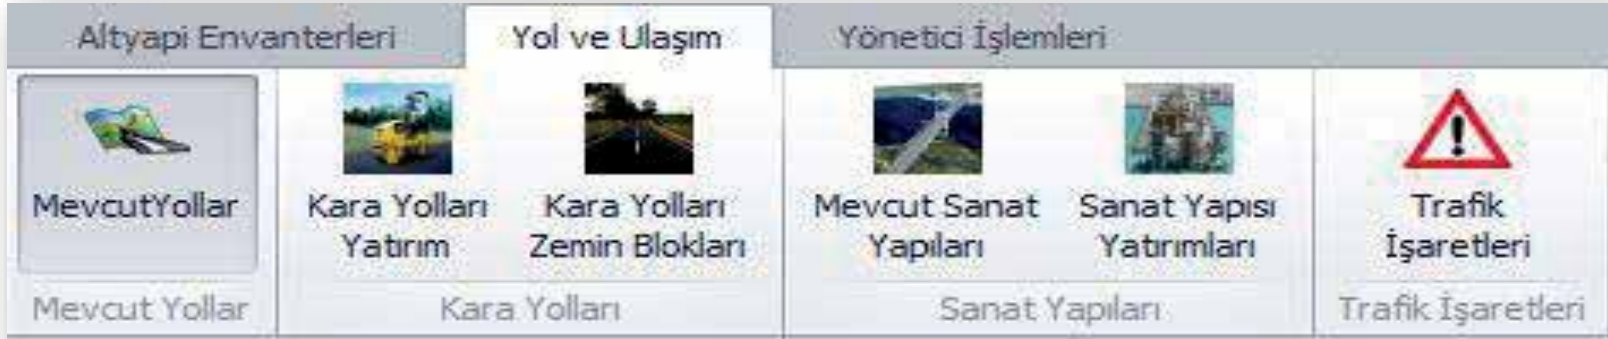 Altyapi Envanterleri
Yol ve Ulaşım
Yönetici İşlemleri
MevcutYollar
Kara Yolları
Yatırım
Kara Yolları
Zemin Blokları
Mevcut Sanat
Yapıları
Sanat Yapısı
Yatırımları
Trafik
İşaretleri
Mevcut Yollar
Kara Yolları
Sanat Yapıları
Trafik İşaretleri